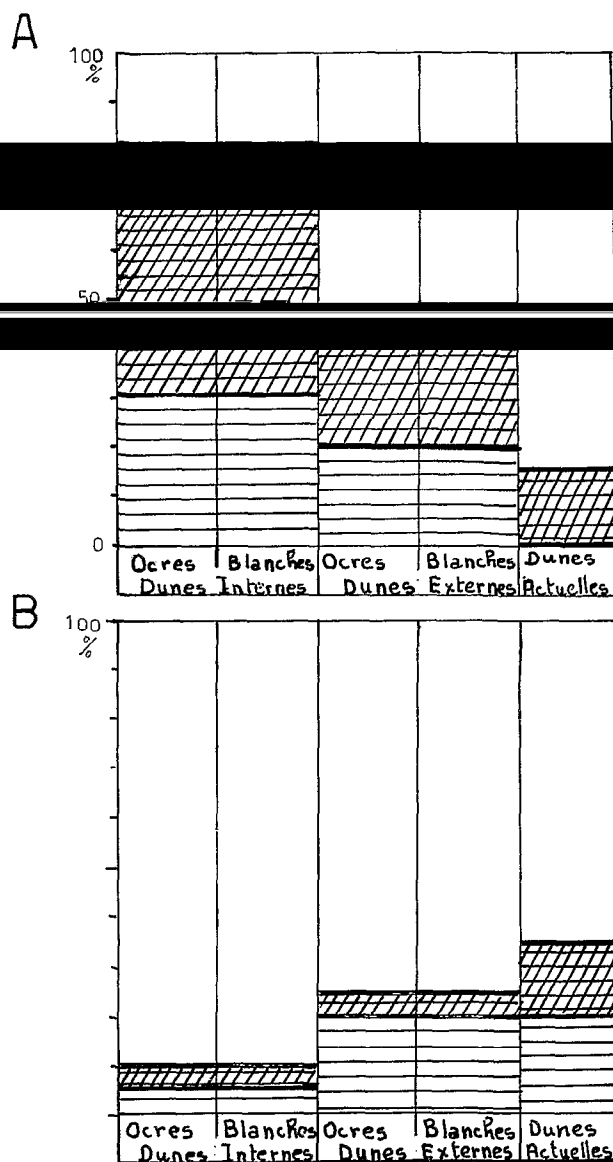 A
100
%
50
0
Ocres Blanches Ocres Blanches Dunes
Dunes Internes Dunes Externes Actuelles
B
100
%
Ocres Blanches Ocres Blanches Dunes
Dunes Internes Dunes Externes Actuelles